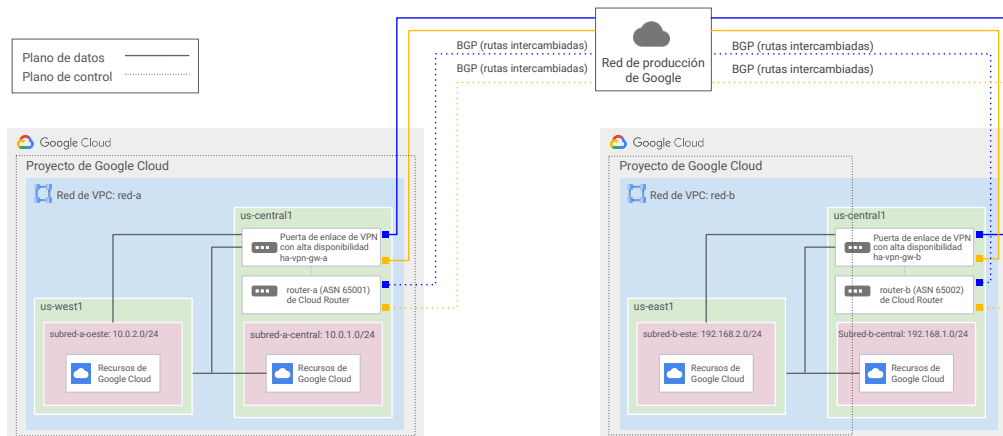 Plano de datos
Plano de control
BGP (rutas intercambiadas)
BGP (rutas intercambiadas)
Red de producción
de Google
BGP (rutas intercambiadas)
BGP (rutas intercambiadas)
Google Cloud
Proyecto de Google Cloud
Red de VPC: red-a
us-central1
Puerta de enlace de VPN
con alta disponibilidad
ha-vpn-gw-a
router-a (ASN 65001)
de Cloud Router
us-west1
subred-a-oeste: 10.0.2.0/24
Recursos de
Google Cloud
subred-a-central: 10.0.1.0/24
Recursos de
Google Cloud
Google Cloud
Proyecto de Google Cloud
Red de VPC: red-b
us-central1
Puerta de enlace de VPN
con alta disponibilidad
ha-vpn-gw-b
router-b (ASN 65002)
de Cloud Router
us-east1
subred-b-este: 192.168.2.0/24
Recursos de
Google Cloud
Subred-b-central: 192.168.1.0/24
Recursos de
Google Cloud